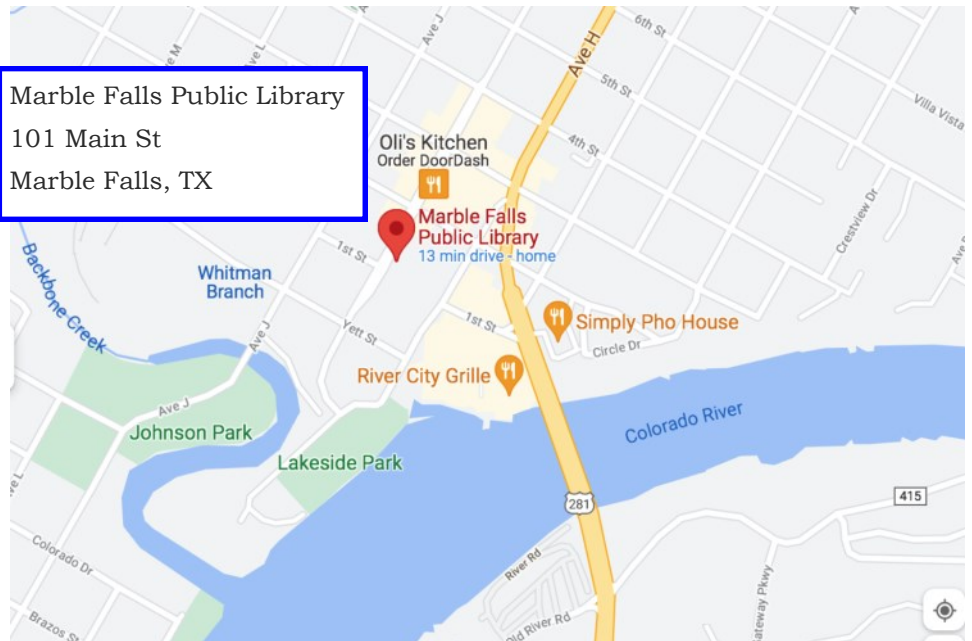 6th St
Ave J
Ave H
Ave L
5th St
Villa Vista
Marble Falls Public Library
101 Main St
Marble Falls, TX
Oli's Kitchen
Order DoorDash
4th St
Marble Falls
Public Library
13 min drive - home
Crestview Dr
1st St
Whitman
Branch
Backbone Creek
Yett St
Ave J
1st St
Simply Pho House
Circle Dr
River City Grille
Ave J
Johnson Park
Colorado River
Lakeside Park
281
415
Colorado Dr
River Rd
Brazos St
Old River Rd